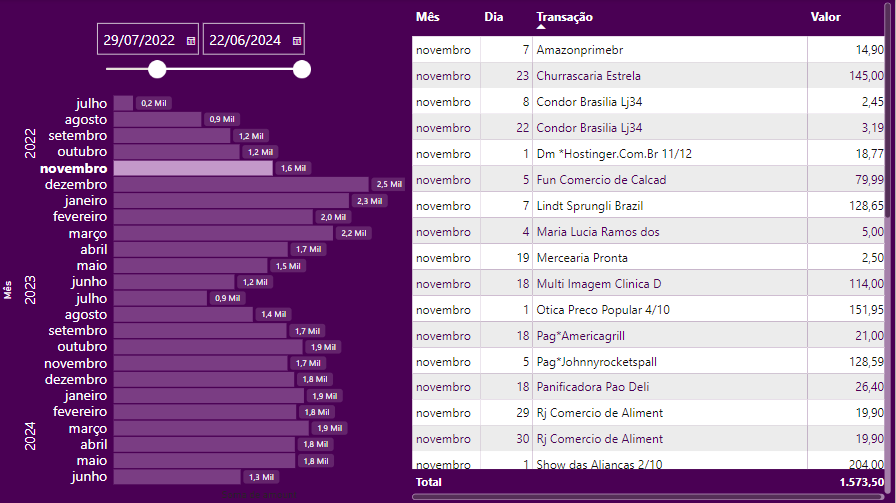 29/07/2022 22/06/2024
Mês
2022
julho 0,2 Mil
agosto 0,9 Mil
setembro 1,2 Mil
outubro 1,2 Mil
novembro 1,6 Mil
dezembro 2,5 Mil
2023
janeiro 2,3 Mil
fevereiro 2,0 Mil
março 2,2 Mil
abril 1,7 Mil
maio 1,5 Mil
junho 1,2 Mil
julho 0,9 Mil
agosto 1,4 Mil
setembro 1,7 Mil
outubro 1,9 Mil
novembro 1,7 Mil
dezembro 1,8 Mil
2024
janeiro 1,9 Mil
fevereiro 1,8 Mil
março 1,9 Mil
abril 1,8 Mil
maio 1,8 Mil
junho 1,3 Mil
Mês Dia Transação Valor
novembro 7 Amazonprimebr 14,90
novembro 23 Churrascaria Estrela 145,00
novembro 8 Condor Brasilia Lj34 2,45
novembro 22 Condor Brasilia Lj34 3,19
novembro 1 Dm *Hostinger.Com.Br 11/12 18,77
novembro 5 Fun Comercio de Calcad 79,99
novembro 7 Lindt Sprungli Brazil 128,65
novembro 4 Maria Lucia Ramos dos 5,00
novembro 19 Mercearia Pronta 2,50
novembro 18 Multi Imagem Clinica D 114,00
novembro 1 Otica Preco Popular 4/10 151,95
novembro 18 Pag*Americagrill 21,00
novembro 5 Pag*Johnnyrocketspall 128,59
novembro 18 Panificadora Pao Deli 26,40
novembro 29 Rj Comercio de Aliment 19,90
novembro 30 Rj Comercio de Aliment 19,90
novembro 1 Show das Aliancas 2/10 204,00
Total 1.573,50